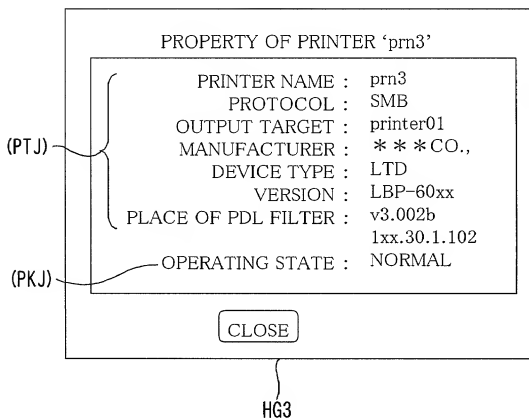 PROPERTY OF PRINTER ‘prn3’
PRINTER NAME : prn3
PROTOCOL : SMB
OUTPUT TARGET : printer01
(PTJ)
MANUFACTURER : ＊＊＊CO.,
DEVICE TYPE : LTD
VERSION : LBP-60xx
PLACE OF PDL FILTER : v3.002b
1xx.30.1.102
(PKJ)
OPERATING STATE : NORMAL
CLOSE
HG3